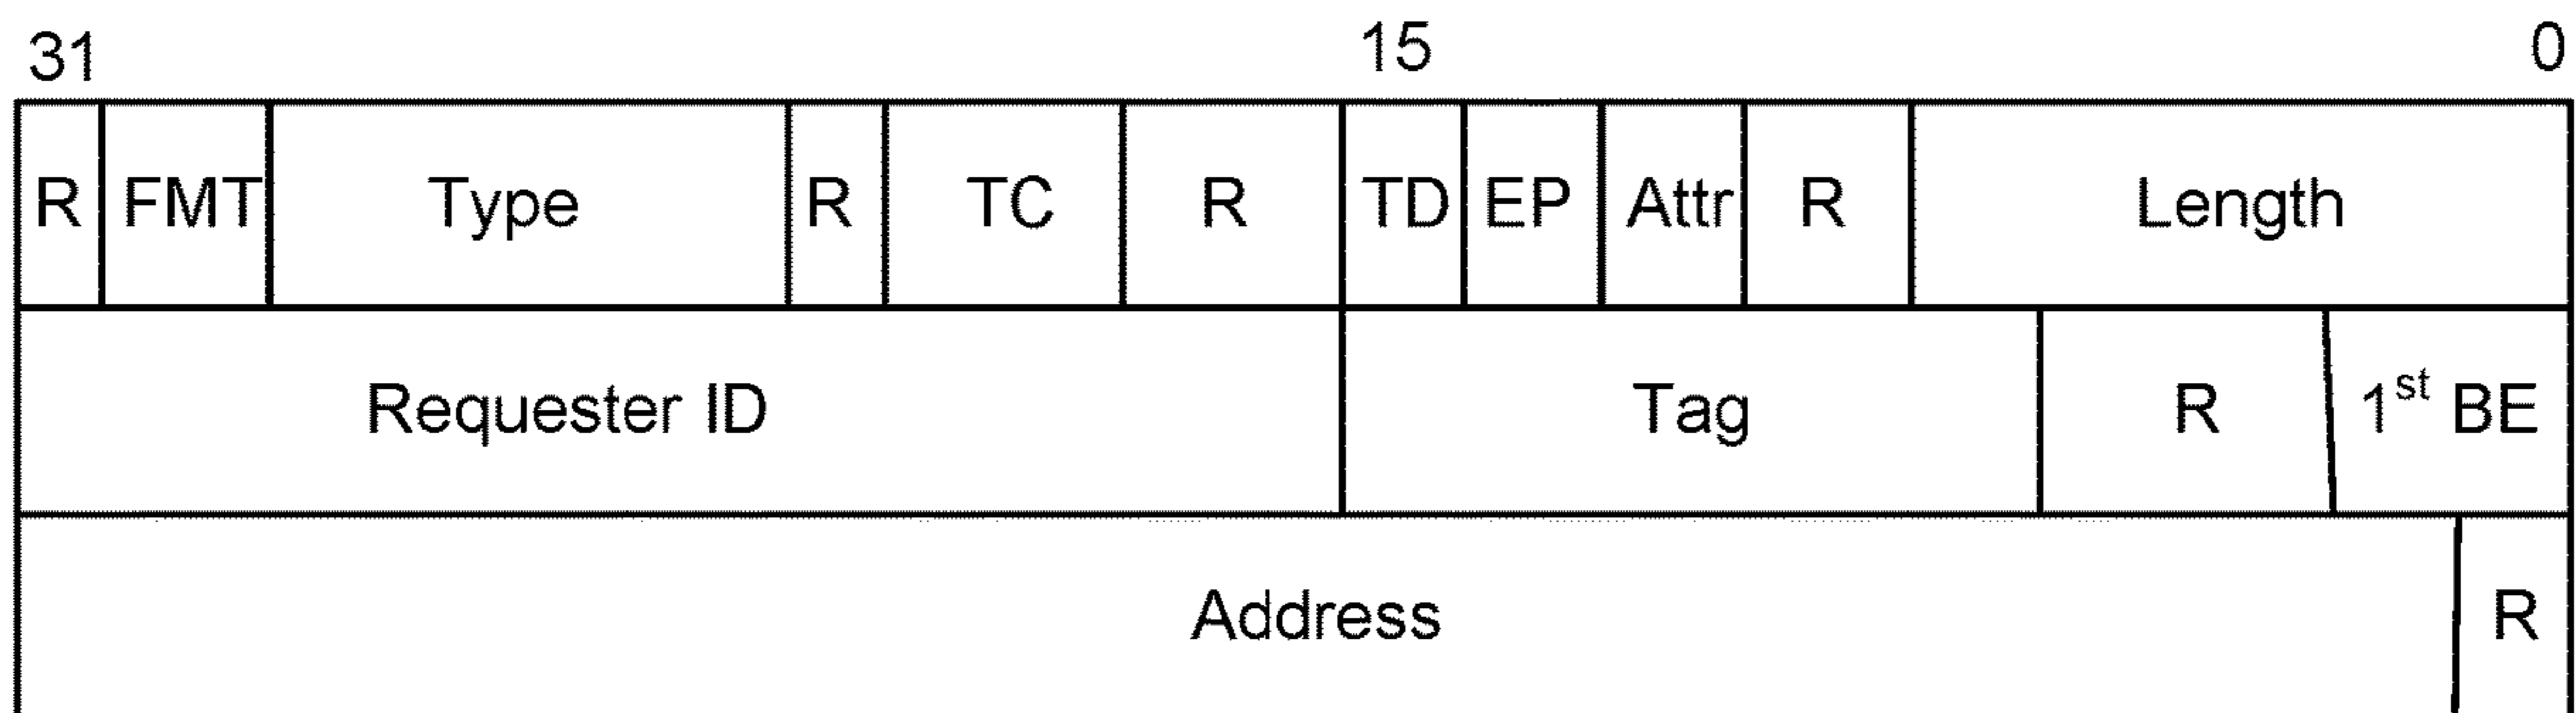 31 15 0
R FMT Type R TC R TD EP Attr R Length
Requester ID Tag R 1st BE
Address R